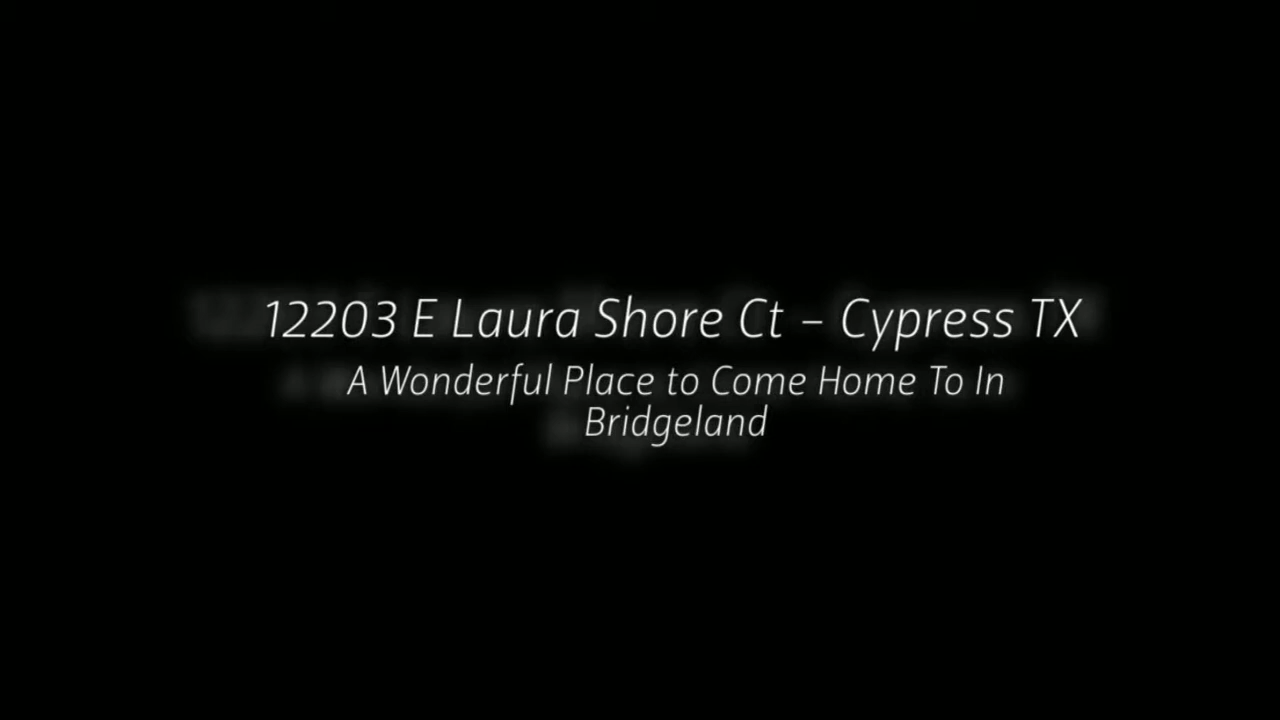 12203 E Laura Shore Ct – Cypress TX
A Wonderful Place to Come Home To In
Bridgeland